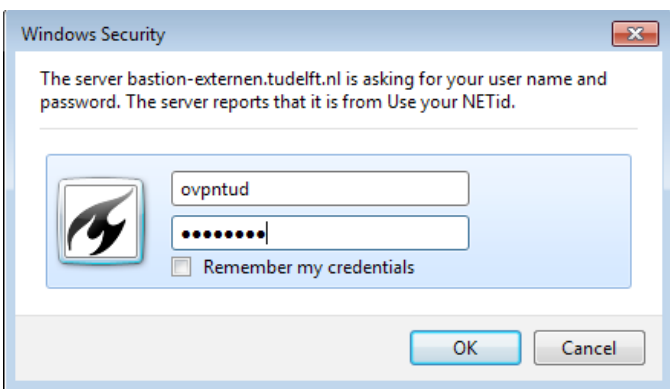 Windows Security
The server bastion-externen.tudelft.nl is asking for your user name and
password. The server reports that it is from Use your NETid.
ovpntud
●●●●●●●●
Remember my credentials
OK
Cancel